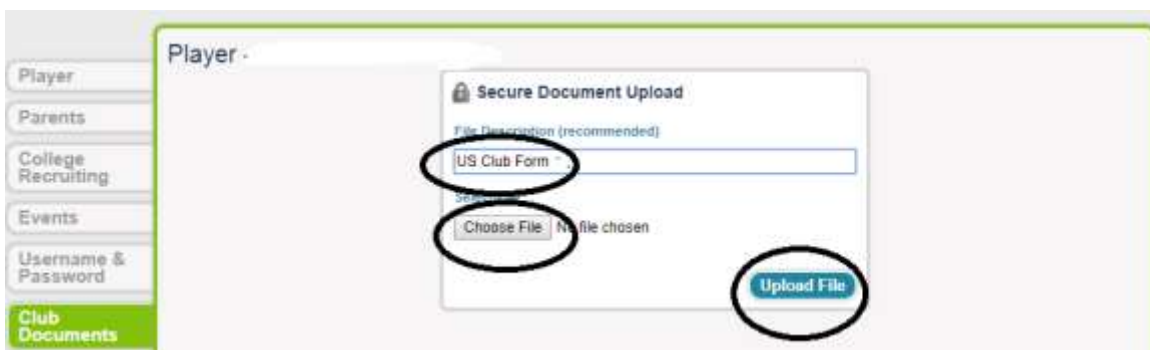 Player -
Player
Parents
College
Recruiting
Events
Username &
Password
Club
Documents
Secure Document Upload
File Description (recommended)
US Club Form
Choose File No file chosen
Upload File